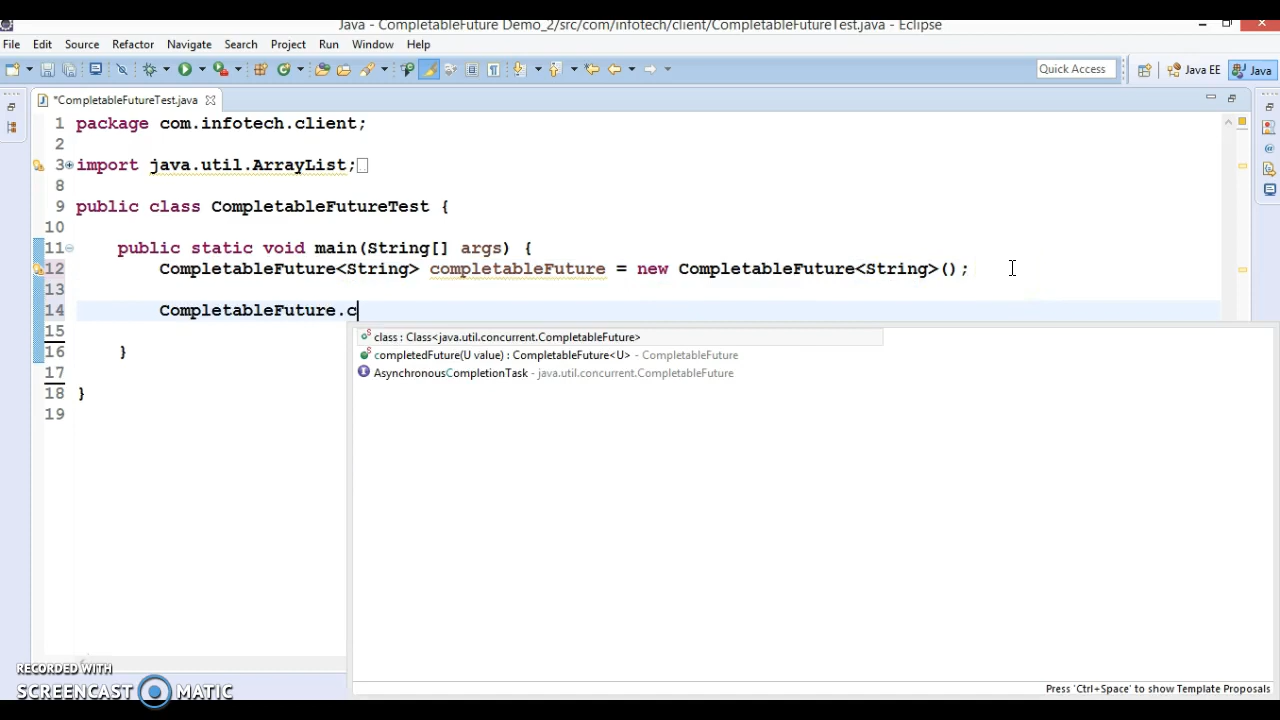 Java - CompletableFuture Demo_2/src/com/infotech/client/CompletableFutureTest.java - Eclipse
File Edit Source Refactor Navigate Search Project Run Window Help
Quick Access Java EE Java
*CompletableFutureTest.java
1 package com.infotech.client;
2
3 import java.util.ArrayList;
8
9 public class CompletableFutureTest {
10
11 public static void main(String[] args) {
12 CompletableFuture<String> completableFuture = new CompletableFuture<String>();
13
14 CompletableFuture.c
15
16 }
17
18 }
19
class : Class<java.util.concurrent.CompletableFuture>
completedFuture(U value) : CompletableFuture<U> - CompletableFuture
AsynchronousCompletionTask - java.util.concurrent.CompletableFuture
Press 'Ctrl+Space' to show Template Proposals
RECORDED WITH
SCREENCAST MATIC